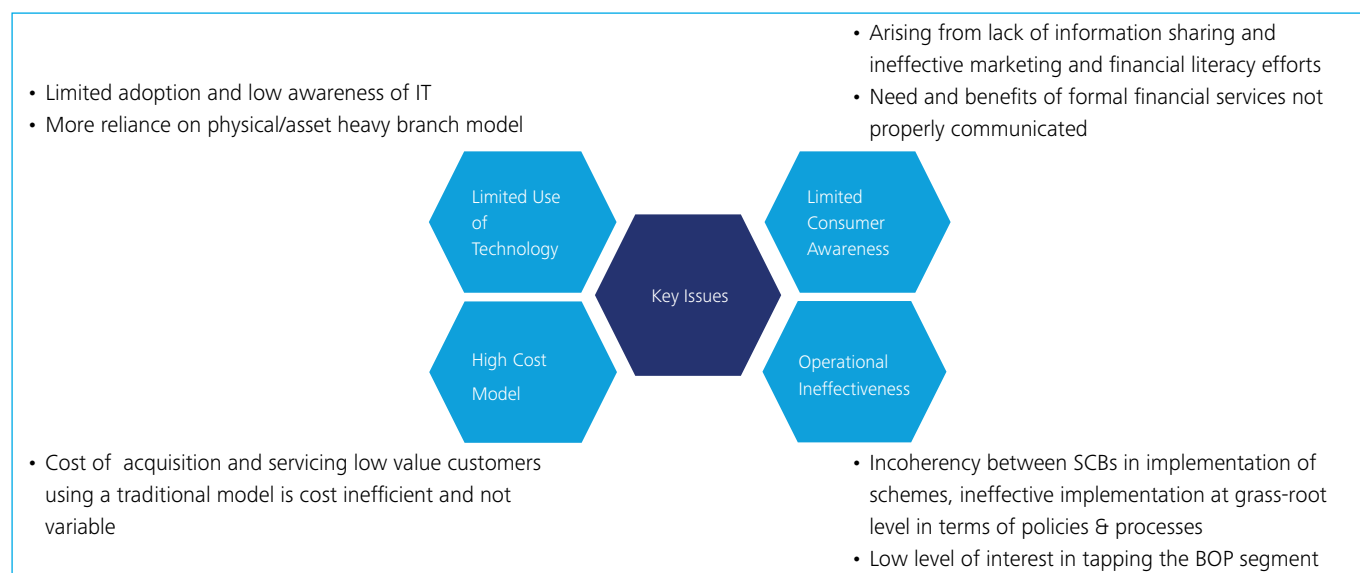 • Limited adoption and low awareness of IT
• More reliance on physical/asset heavy branch model
• Arising from lack of information sharing and
ineffective marketing and financial literacy efforts
• Need and benefits of formal financial services not
properly communicated
Limited Use
of
Technology
Limited
Consumer
Awareness
Key Issues
High Cost
Model
Operational
Ineffectiveness
• Cost of acquisition and servicing low value customers
using a traditional model is cost inefficient and not
variable
• Incoherency between SCBs in implementation of
schemes, ineffective implementation at grass-root
level in terms of policies & processes
• Low level of interest in tapping the BOP segment